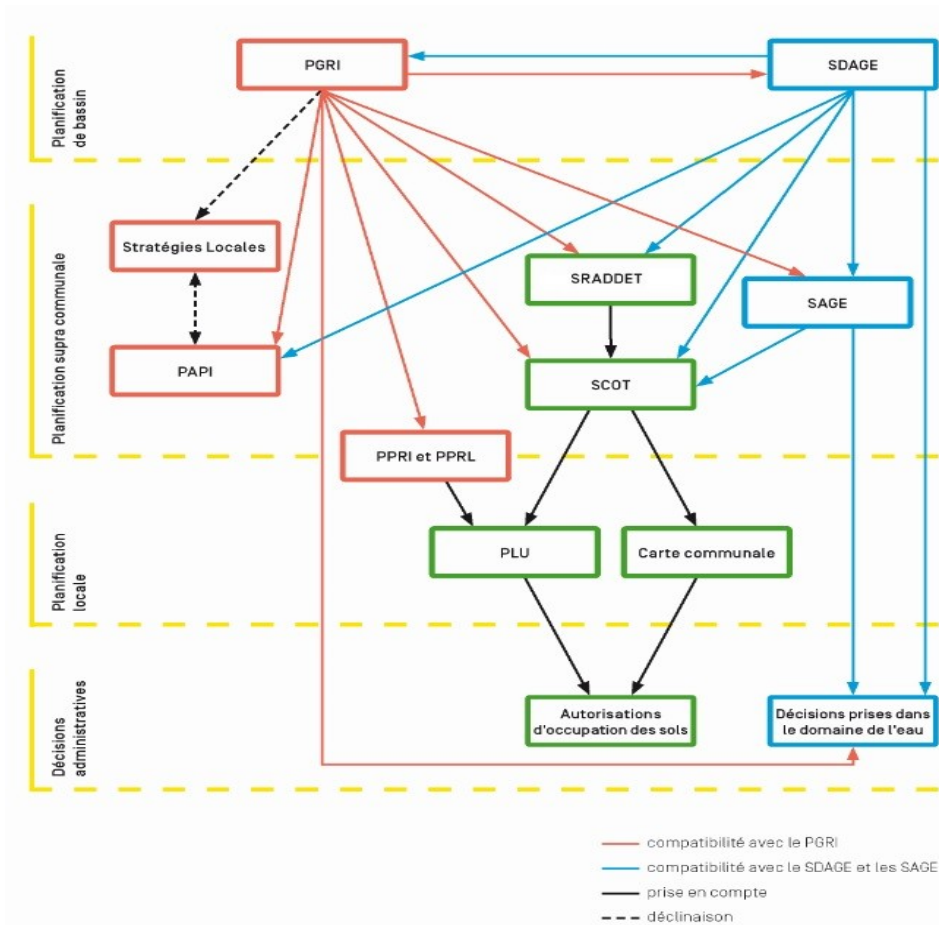 Planification
de bassin
PGRI
SDAGE
Planification supra communale
Stratégies Locales
SRADDET
SAGE
PAPI
SCOT
PPRI et PPRL
Planification
locale
PLU
Carte communale
Décisions
administratives
Autorisations
d'occupation des sols
Décisions prises dans
le domaine de l'eau
compatibilité avec le PGRI
compatibilité avec le SDAGE et les SAGE
prise en compte
déclinaison